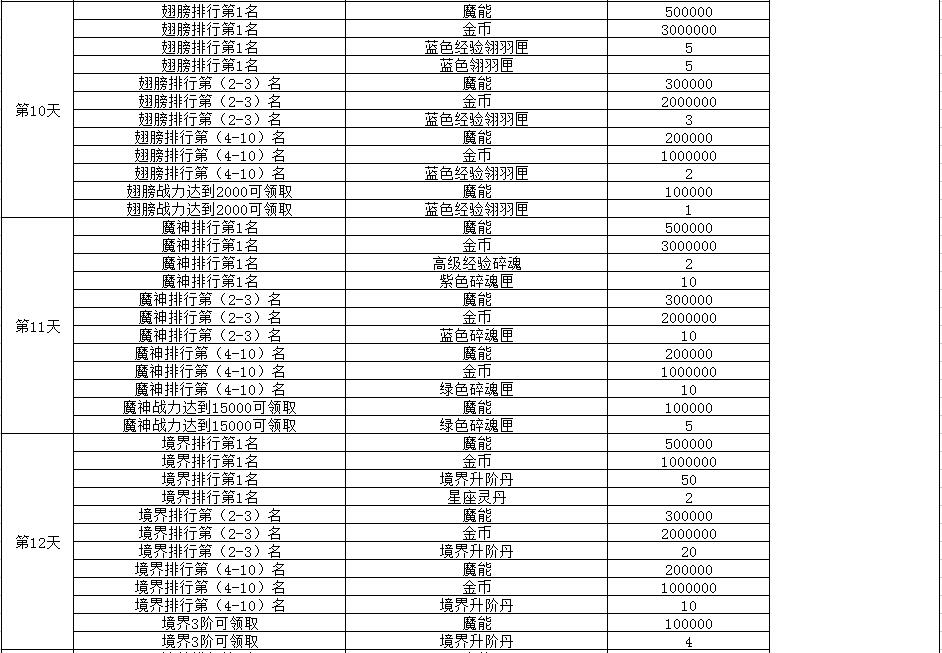 第10天
翅膀排行第1名 魔能 500000
翅膀排行第1名 金币 3000000
翅膀排行第1名 蓝色经验翎羽匣 5
翅膀排行第1名 蓝色翎羽匣 5
翅膀排行第（2-3）名 魔能 300000
翅膀排行第（2-3）名 金币 2000000
翅膀排行第（2-3）名 蓝色经验翎羽匣 3
翅膀排行第（4-10）名 魔能 200000
翅膀排行第（4-10）名 金币 1000000
翅膀排行第（4-10）名 蓝色经验翎羽匣 2
翅膀战力达到2000可领取 魔能 100000
翅膀战力达到2000可领取 蓝色经验翎羽匣 1
第11天
魔神排行第1名 魔能 500000
魔神排行第1名 金币 3000000
魔神排行第1名 高级经验碎魂 2
魔神排行第1名 紫色碎魂匣 10
魔神排行第（2-3）名 魔能 300000
魔神排行第（2-3）名 金币 2000000
魔神排行第（2-3）名 蓝色碎魂匣 10
魔神排行第（4-10）名 魔能 200000
魔神排行第（4-10）名 金币 1000000
魔神排行第（4-10）名 绿色碎魂匣 10
魔神战力达到15000可领取 魔能 100000
魔神战力达到15000可领取 绿色碎魂匣 5
第12天
境界排行第1名 魔能 500000
境界排行第1名 金币 1000000
境界排行第1名 境界升阶丹 50
境界排行第1名 星座灵丹 2
境界排行第（2-3）名 魔能 300000
境界排行第（2-3）名 金币 2000000
境界排行第（2-3）名 境界升阶丹 20
境界排行第（4-10）名 魔能 200000
境界排行第（4-10）名 金币 1000000
境界排行第（4-10）名 境界升阶丹 10
境界3阶可领取 魔能 100000
境界3阶可领取 境界升阶丹 4